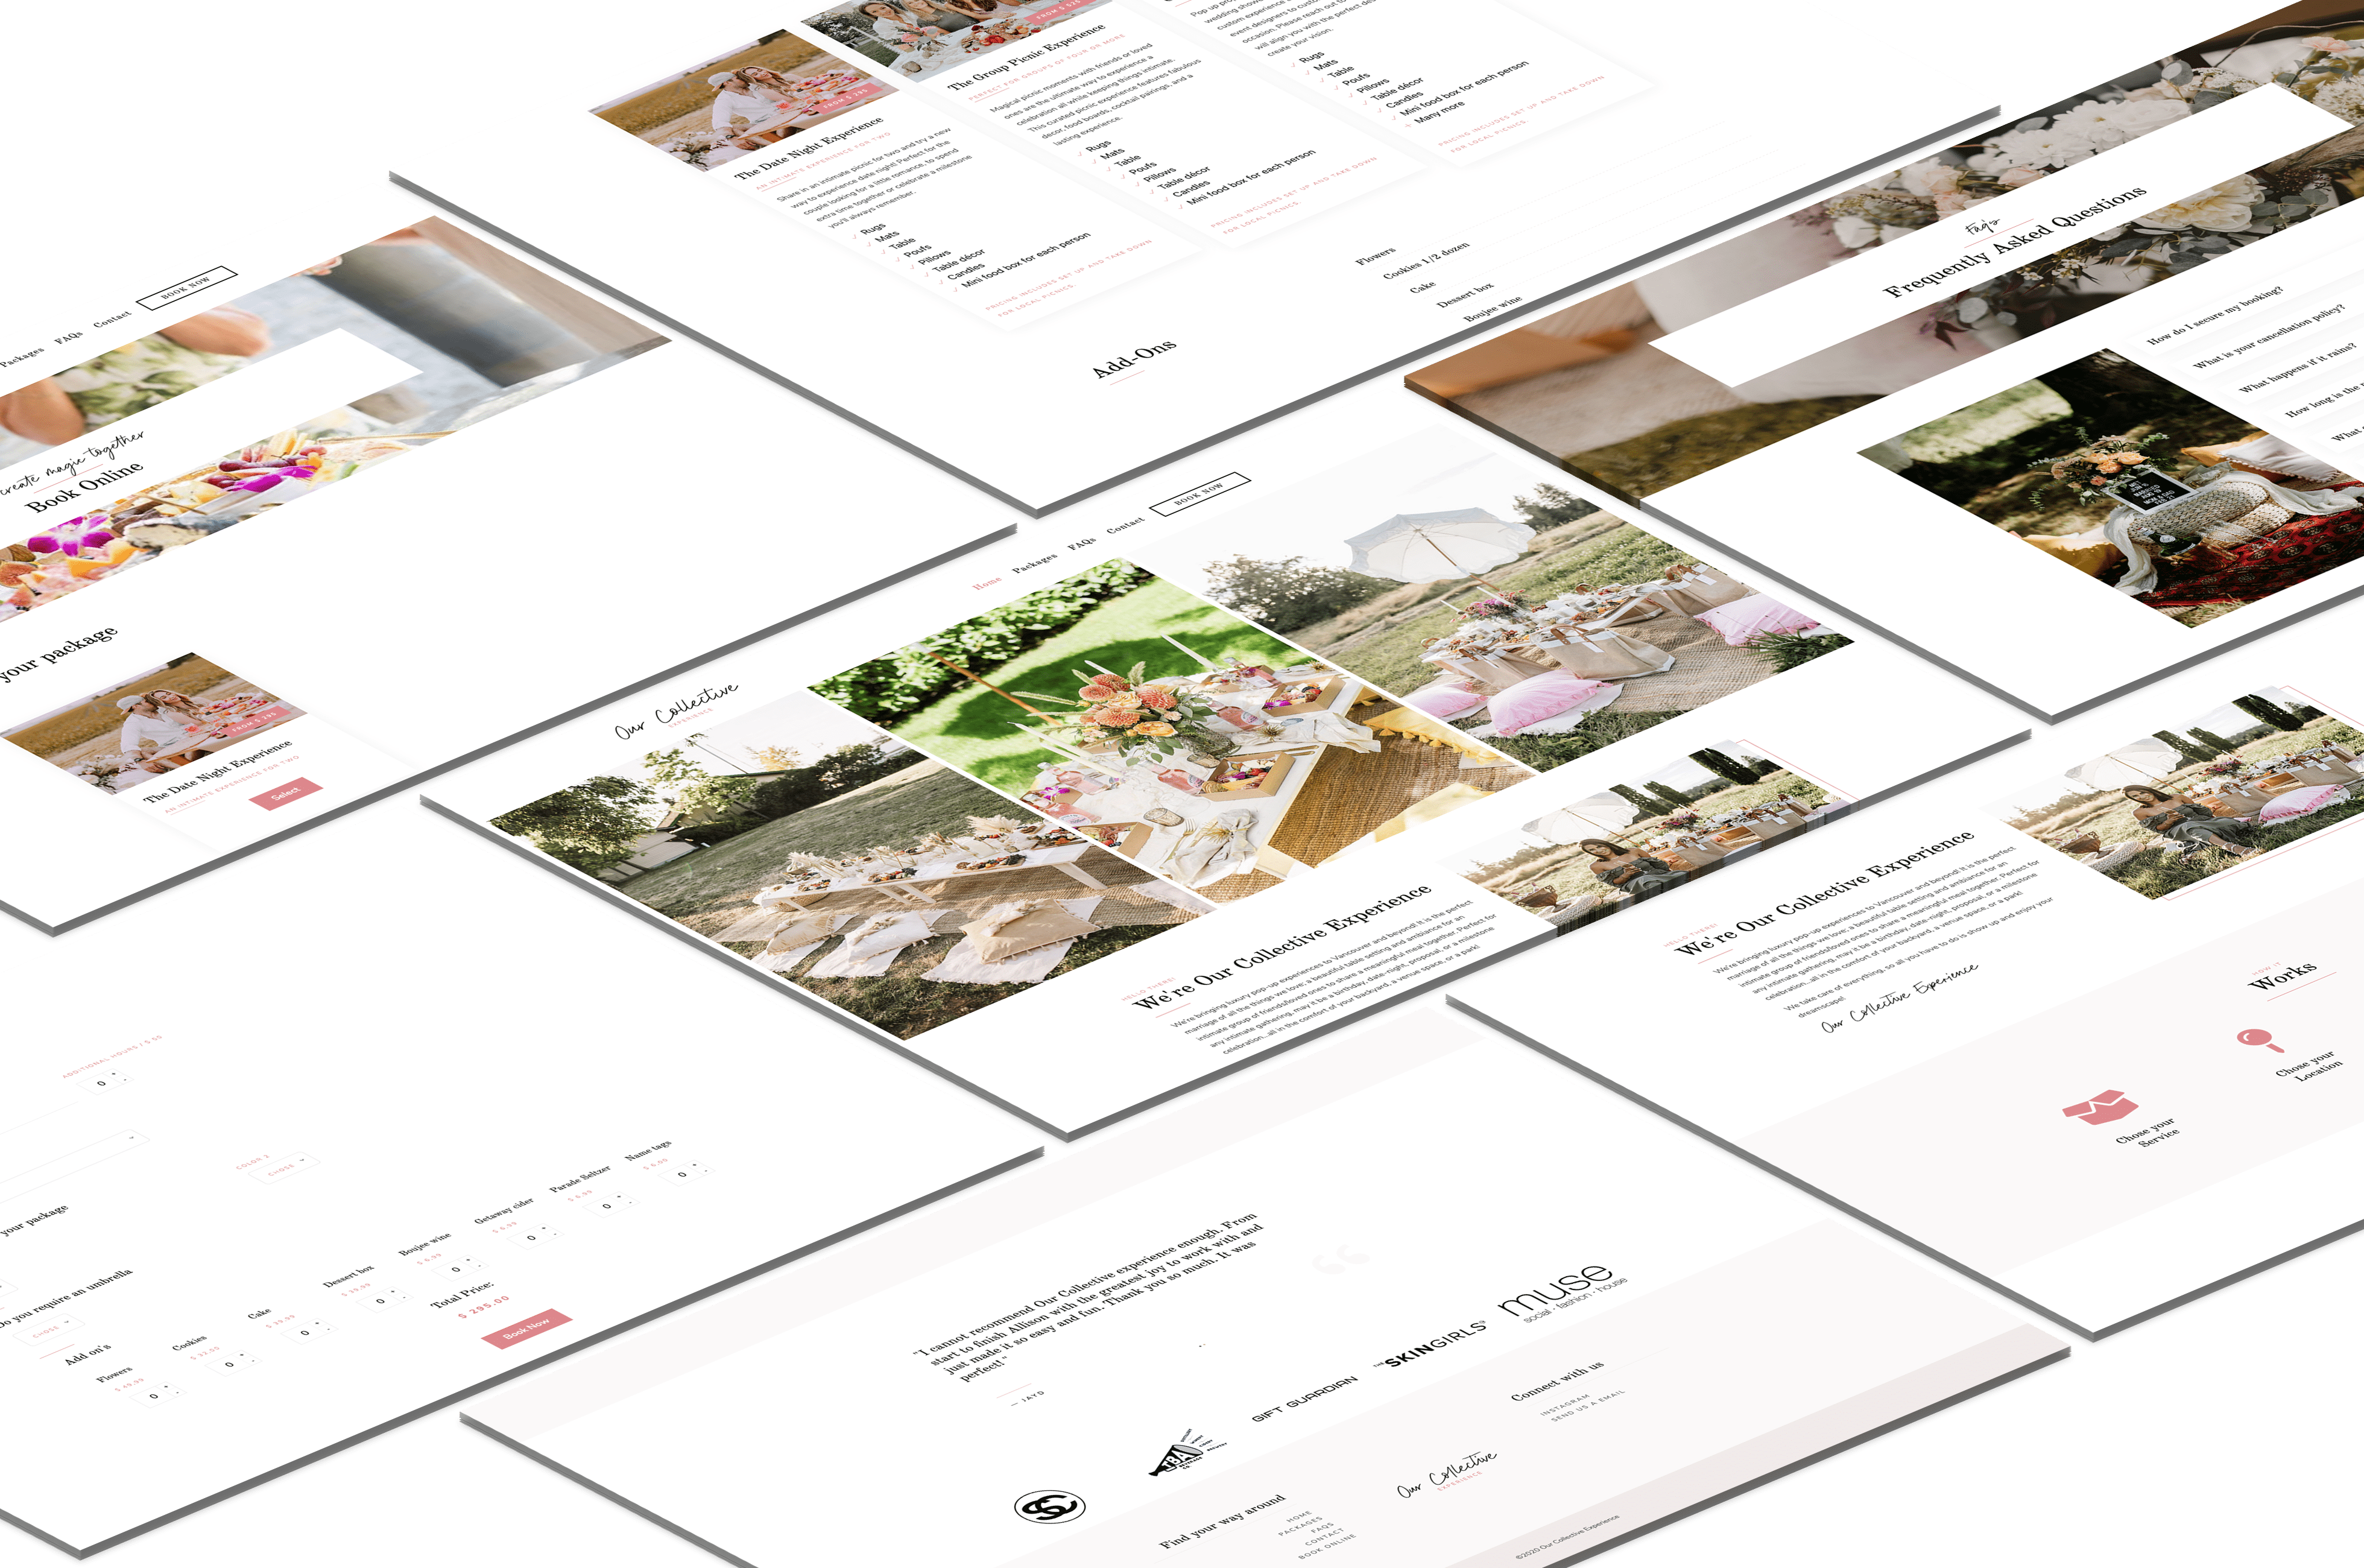 Packages FAQs Contact
BOOK NOW
create magic together
Book Online
your package
FROM $ 295
The Date Night Experience
AN INTIMATE EXPERIENCE FOR TWO
Select
FROM $ 295
The Date Night Experience
AN INTIMATE EXPERIENCE FOR TWO
Share in an intimate picnic for two and try a new
way to experience date night! Perfect for the
couple looking for a little romance, to spend
extra time together or celebrate a milestone
you'll always remember.
Rugs
Mats
Table
Poufs
Pillows
Table décor
Candles
Mini food box for each person
PRICING INCLUDES SET UP AND TAKE DOWN
FOR LOCAL PICNICS.
FROM $ 525
The Group Picnic Experience
PERFECT FOR GROUPS OF FOUR OR MORE
Magical picnic moments with friends or loved
ones are the ultimate way to experience a
celebration all while keeping things intimate.
This curated picnic experience features fabulous
decor, food boards, cocktail pairings, and a
lasting experience.
Rugs
Mats
Table
Poufs
Pillows
Table décor
Candles
Mini food box for each person
PRICING INCLUDES SET UP AND TAKE DOWN
FOR LOCAL PICNICS.
wedding
custom experience
event designers to
occasion. Please reach out to
will align you with the perfect
create your vision.
Rugs
Mats
Table
Poufs
Pillows
Table décor
Candles
Mini food box for each person
Many more
PRICING INCLUDES SET UP AND TAKE DOWN
FOR LOCAL PICNICS.
Add-Ons
Flowers
Cookies 1/2 dozen
Cake
Dessert box
Boujee wine
Faq's
Frequently Asked Questions
How do I secure my booking?
What is your cancellation policy?
What happens if it rains?
How long is the
What
Our Collective
EXPERIENCE
Home Packages FAQs Contact
BOOK NOW
HELLO THERE!
We're Our Collective Experience
We're bringing luxury pop-up experiences to Vancouver and beyond! It is the perfect
marriage of all the things we love; a beautiful table setting and ambiance for an
intimate group of friends/loved ones to share a meaningful meal together. Perfect for
any intimate gathering, may it be a birthday, date-night, proposal, or a milestone
celebration...all in the comfort of your backyard, a venue space, or a park!
HELLO THERE!
We're Our Collective Experience
We're bringing luxury pop-up experiences to Vancouver and beyond! It is the perfect
marriage of all the things we love; a beautiful table setting and ambiance for an
intimate group of friends/loved ones to share a meaningful meal together. Perfect for
any intimate gathering, may it be a birthday, date-night, proposal, or a milestone
celebration...all in the comfort of your backyard, a venue space, or a park!
We take care of everything, so all you have to do is show up and enjoy your
dreamscape!
Our Collective Experience
HOW IT
Works
Chose your
Service
Chose your
Location
ADDITIONAL HOURS / $ 50
0
COLOR 2
CHOSE
your package
Do you require an umbrella
CHOSE
Add on's
Flowers
$ 49.99
0
Cookies
$ 32.50
0
Cake
$ 39.99
0
Dessert box
$ 39.99
0
Boujee wine
$ 6.99
0
Getaway cider
$ 6.99
0
Parade Seltzer
$ 6.99
0
Name tags
$ 6.99
0
Total Price:
$ 295.00
Book Now
"I cannot recommend Our Collective experience enough. From
start to finish Allison with the greatest joy to work with and
just made it so easy and fun. Thank you so much. It was
perfect!"
— JAYD
SC
TBA
GIFT GUARDIAN
THE SKINGIRLS
muse
social · fashion · house
Find your way around
HOME
PACKAGES
FAQS
CONTACT
BOOK ONLINE
Our Collective
EXPERIENCE
Connect with us
INSTAGRAM
SEND US A EMAIL
©2020 Our Collective Experience